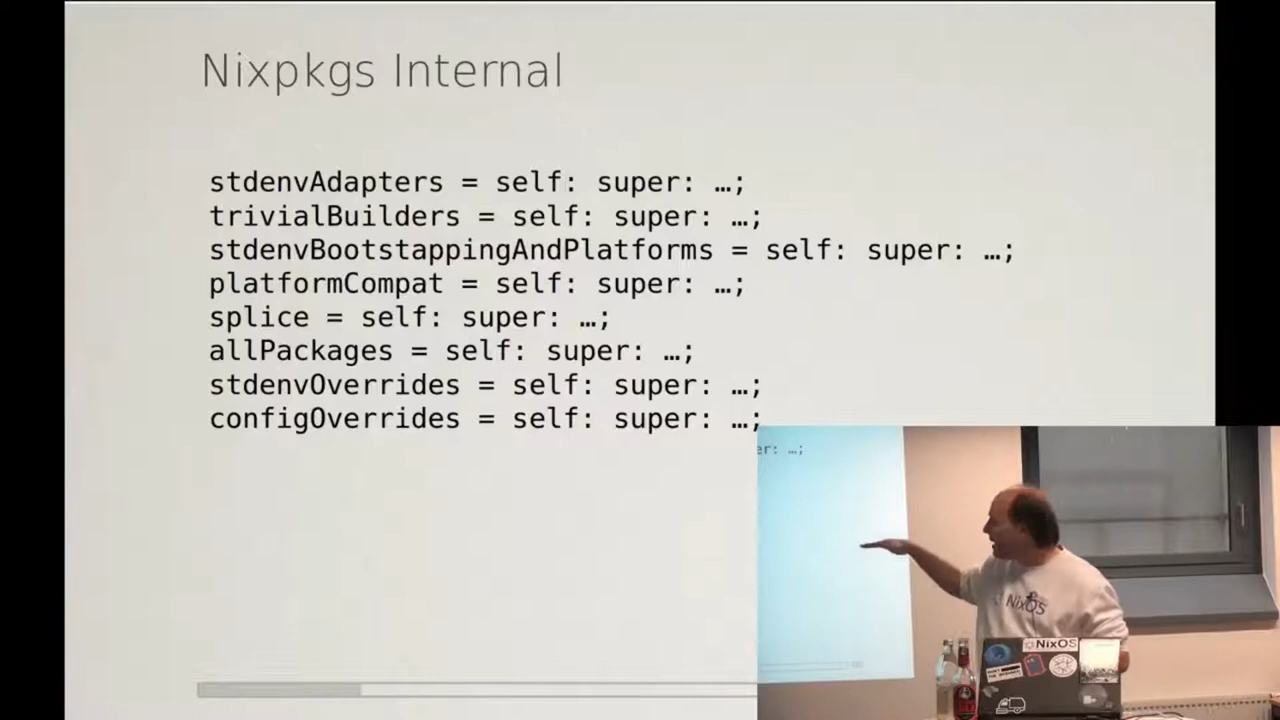 Nixpkgs Internal
stdenvAdapters = self: super: …;
trivialBuilders = self: super: …;
stdenvBootstappingAndPlatforms = self: super: …;
platformCompat = self: super: …;
splice = self: super: …;
allPackages = self: super: …;
stdenvOverrides = self: super: …;
configOverrides = self: super: …;
er: …;
NixOS
NixOS